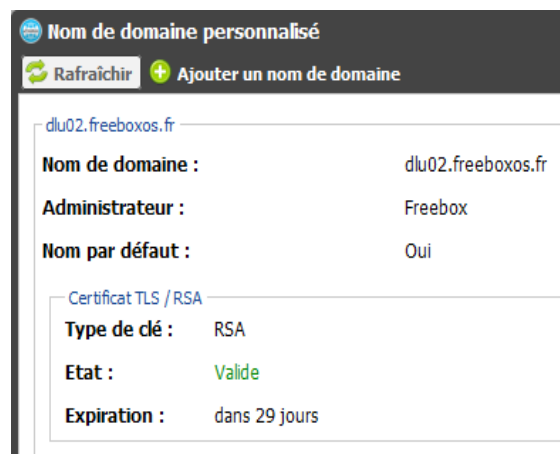 Nom de domaine personnalisé
Rafraîchir Ajouter un nom de domaine
dlu02.freeboxos.fr
Nom de domaine : dlu02.freeboxos.fr
Administrateur : Freebox
Nom par défaut : Oui
Certificat TLS / RSA
Type de clé : RSA
Etat : Valide
Expiration : dans 29 jours